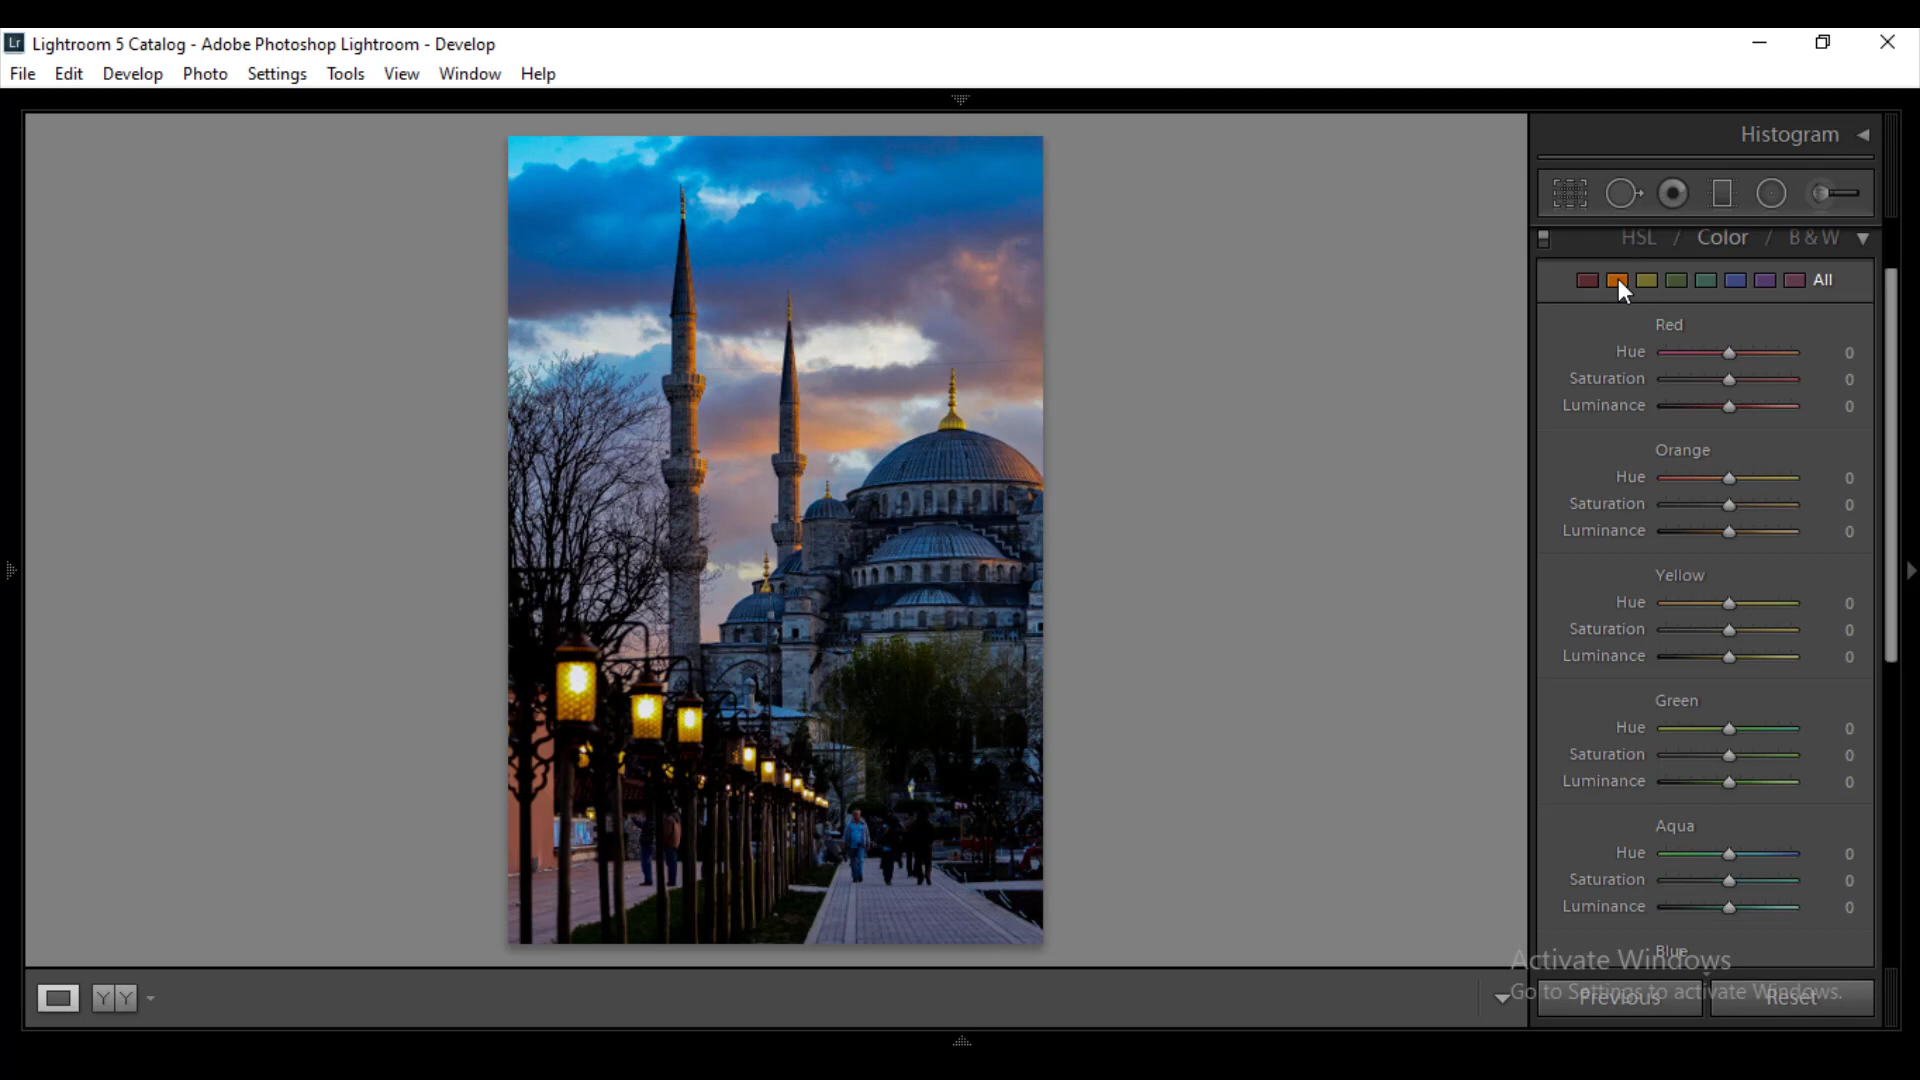 Lr Lightroom 5 Catalog - Adobe Photoshop Lightroom - Develop
File Edit Develop Photo Settings Tools View Window Help
Histogram
HSL / Color / B & W
All
Red
Hue 0
Saturation 0
Luminance 0
Orange
Hue 0
Saturation 0
Luminance 0
Yellow
Hue 0
Saturation 0
Luminance 0
Green
Hue 0
Saturation 0
Luminance 0
Aqua
Hue 0
Saturation 0
Luminance 0
Blue
Activate Windows
Go to Settings to activate Windows.
Previous Reset
Y Y